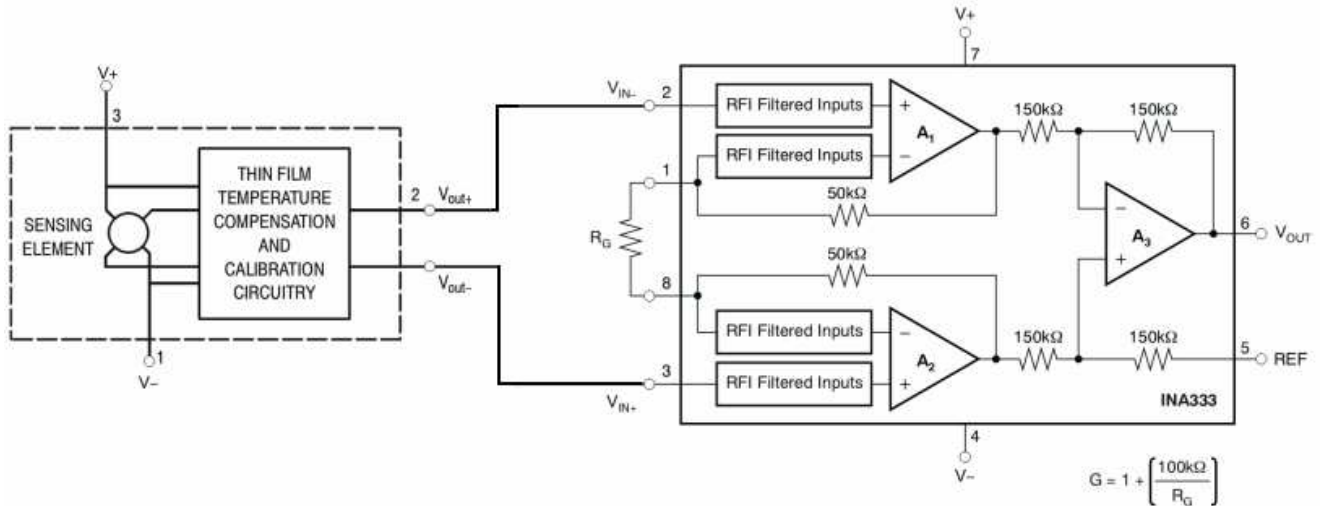 V+
3
SENSING
ELEMENT
THIN FILM
TEMPERATURE
COMPENSATION
AND
CALIBRATION
CIRCUITRY
2
Vout+
Vout–
1
V–
V+
7
VIN–
2
RFI Filtered Inputs
+
A1
150kΩ
150kΩ
RFI Filtered Inputs
–
1
50kΩ
RG
–
A3
+
6
VOUT
50kΩ
8
RFI Filtered Inputs
–
A2
150kΩ
150kΩ
5
REF
3
RFI Filtered Inputs
+
VIN+
INA333
4
V–
G = 1 + [100kΩ
RG]